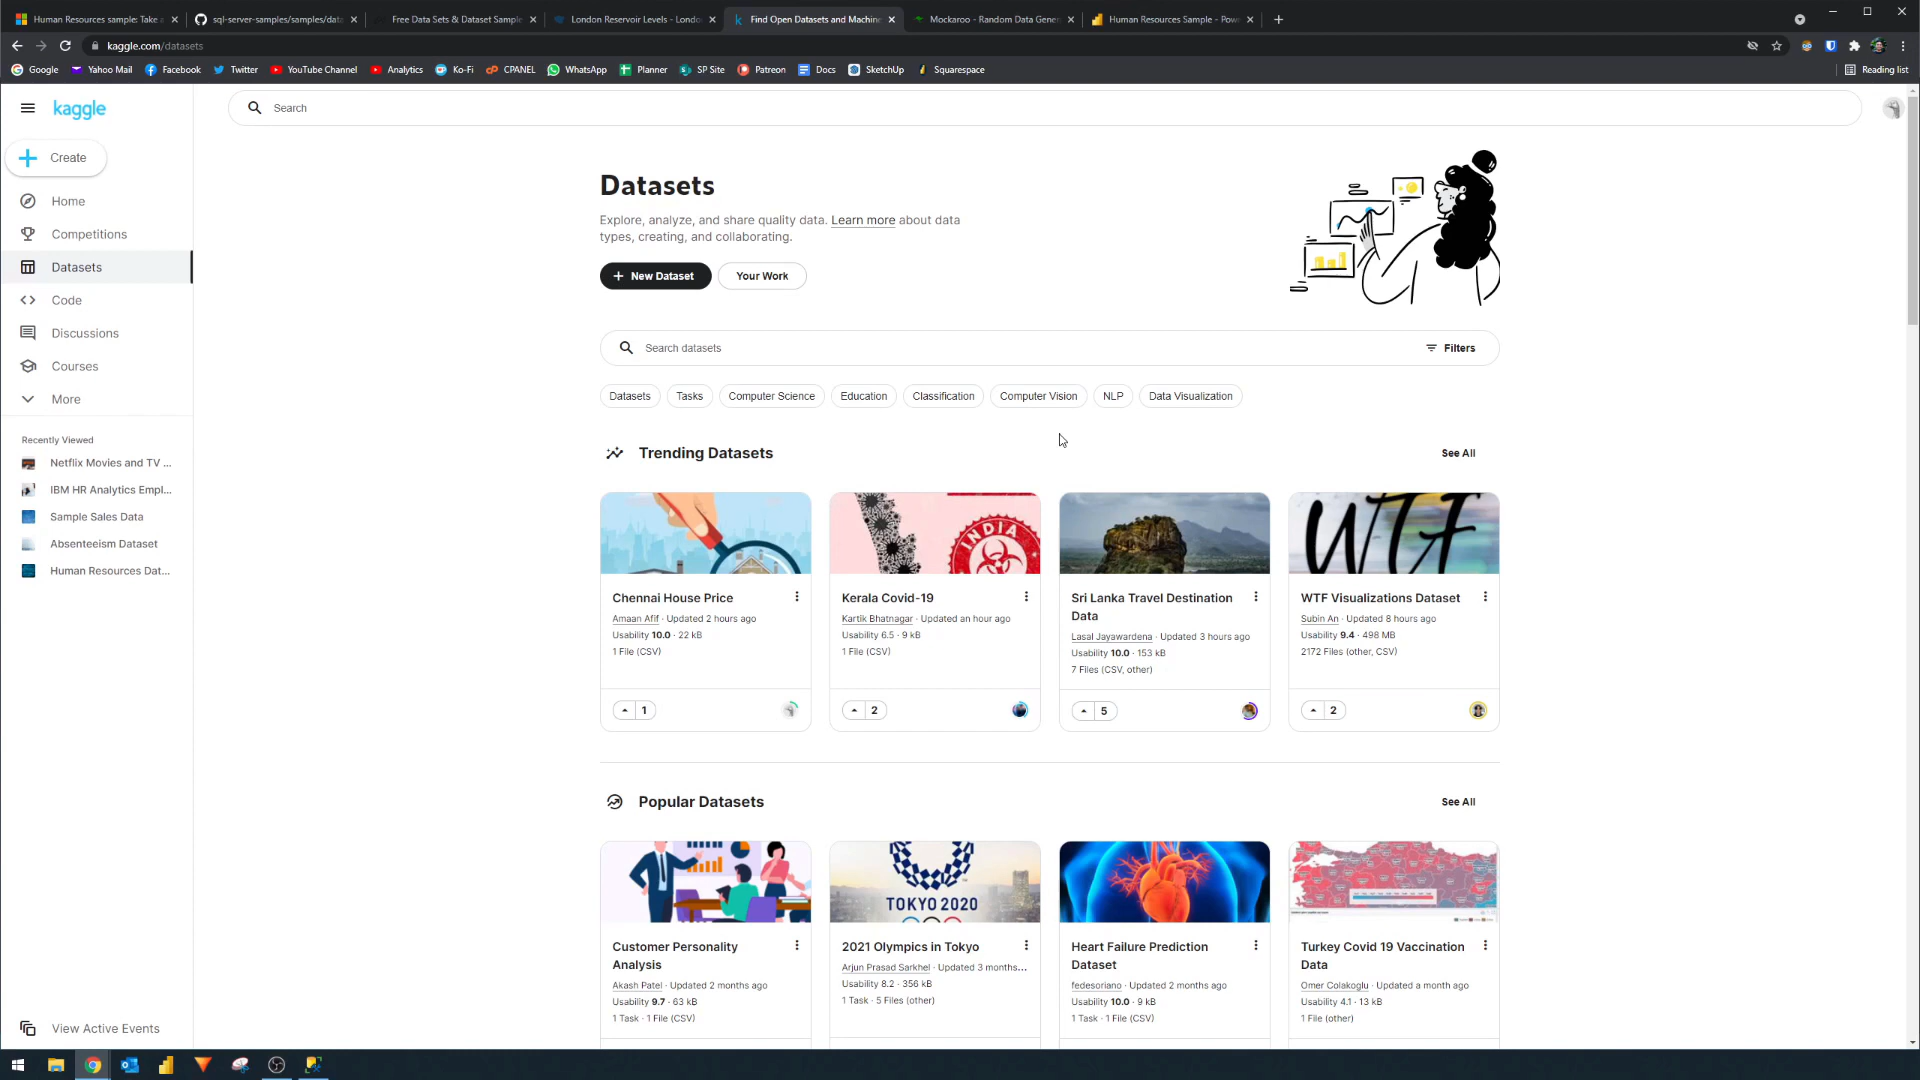 Human Resources sample: Take a
sql-server-samples/samples/data
Free Data Sets & Dataset Sample
London Reservoir Levels - Londo
Find Open Datasets and Machine
Mockaroo - Random Data Gener
Human Resources Sample - Pow
kaggle.com/datasets
Google
Yahoo Mail
Facebook
Twitter
YouTube Channel
Analytics
Ko-Fi
CPANEL
WhatsApp
Planner
SP Site
Patreon
Docs
SketchUp
Squarespace
Reading list
kaggle
Search
Create
Home
Competitions
Datasets
Code
Discussions
Courses
More
Recently Viewed
Netflix Movies and TV ...
IBM HR Analytics Empl...
Sample Sales Data
Absenteeism Dataset
Human Resources Dat...
View Active Events
Datasets
Explore, analyze, and share quality data. Learn more about data
types, creating, and collaborating.
+ New Dataset
Your Work
Search datasets
Filters
Datasets
Tasks
Computer Science
Education
Classification
Computer Vision
NLP
Data Visualization
Trending Datasets
See All
Chennai House Price
Amaan Afif · Updated 2 hours ago
Usability 10.0 · 22 kB
1 File (CSV)
1
INDIA
Kerala Covid-19
Kartik Bhatnagar · Updated an hour ago
Usability 6.5 · 9 kB
1 File (CSV)
2
Sri Lanka Travel Destination
Data
Lasal Jayawardena · Updated 3 hours ago
Usability 10.0 · 153 kB
7 Files (CSV, other)
5
WTF
WTF Visualizations Dataset
Subin An · Updated 8 hours ago
Usability 9.4 · 498 MB
2172 Files (other, CSV)
2
Popular Datasets
See All
Customer Personality
Analysis
Akash Patel · Updated 2 months ago
Usability 9.7 · 63 kB
1 Task · 1 File (CSV)
TOKYO 2020
2021 Olympics in Tokyo
Arjun Prasad Sarkhel · Updated 3 months...
Usability 8.2 · 356 kB
1 Task · 5 Files (other)
Heart Failure Prediction
Dataset
fedesoriano · Updated 2 months ago
Usability 10.0 · 9 kB
1 Task · 1 File (CSV)
Turkey Covid 19 Vaccination
Data
Omer Colakoglu · Updated a month ago
Usability 4.1 · 13 kB
1 File (other)